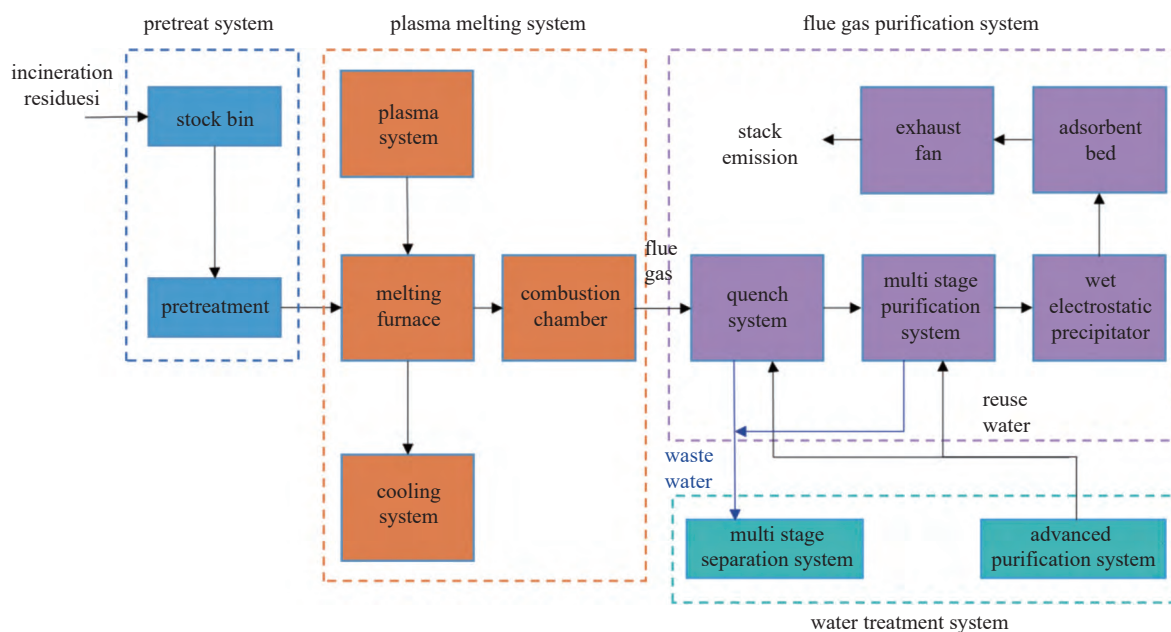 pretreat system
plasma melting system
flue gas purification system
incineration
residuesi
stock bin
pretreatment
plasma
system
melting
furnace
combustion
chamber
cooling
system
flue
gas
stack
emission
exhaust
fan
adsorbent
bed
quench
system
multi stage
purification
system
wet
electrostatic
precipitator
reuse
water
waste
water
multi stage
separation system
advanced
purification system
water treatment system